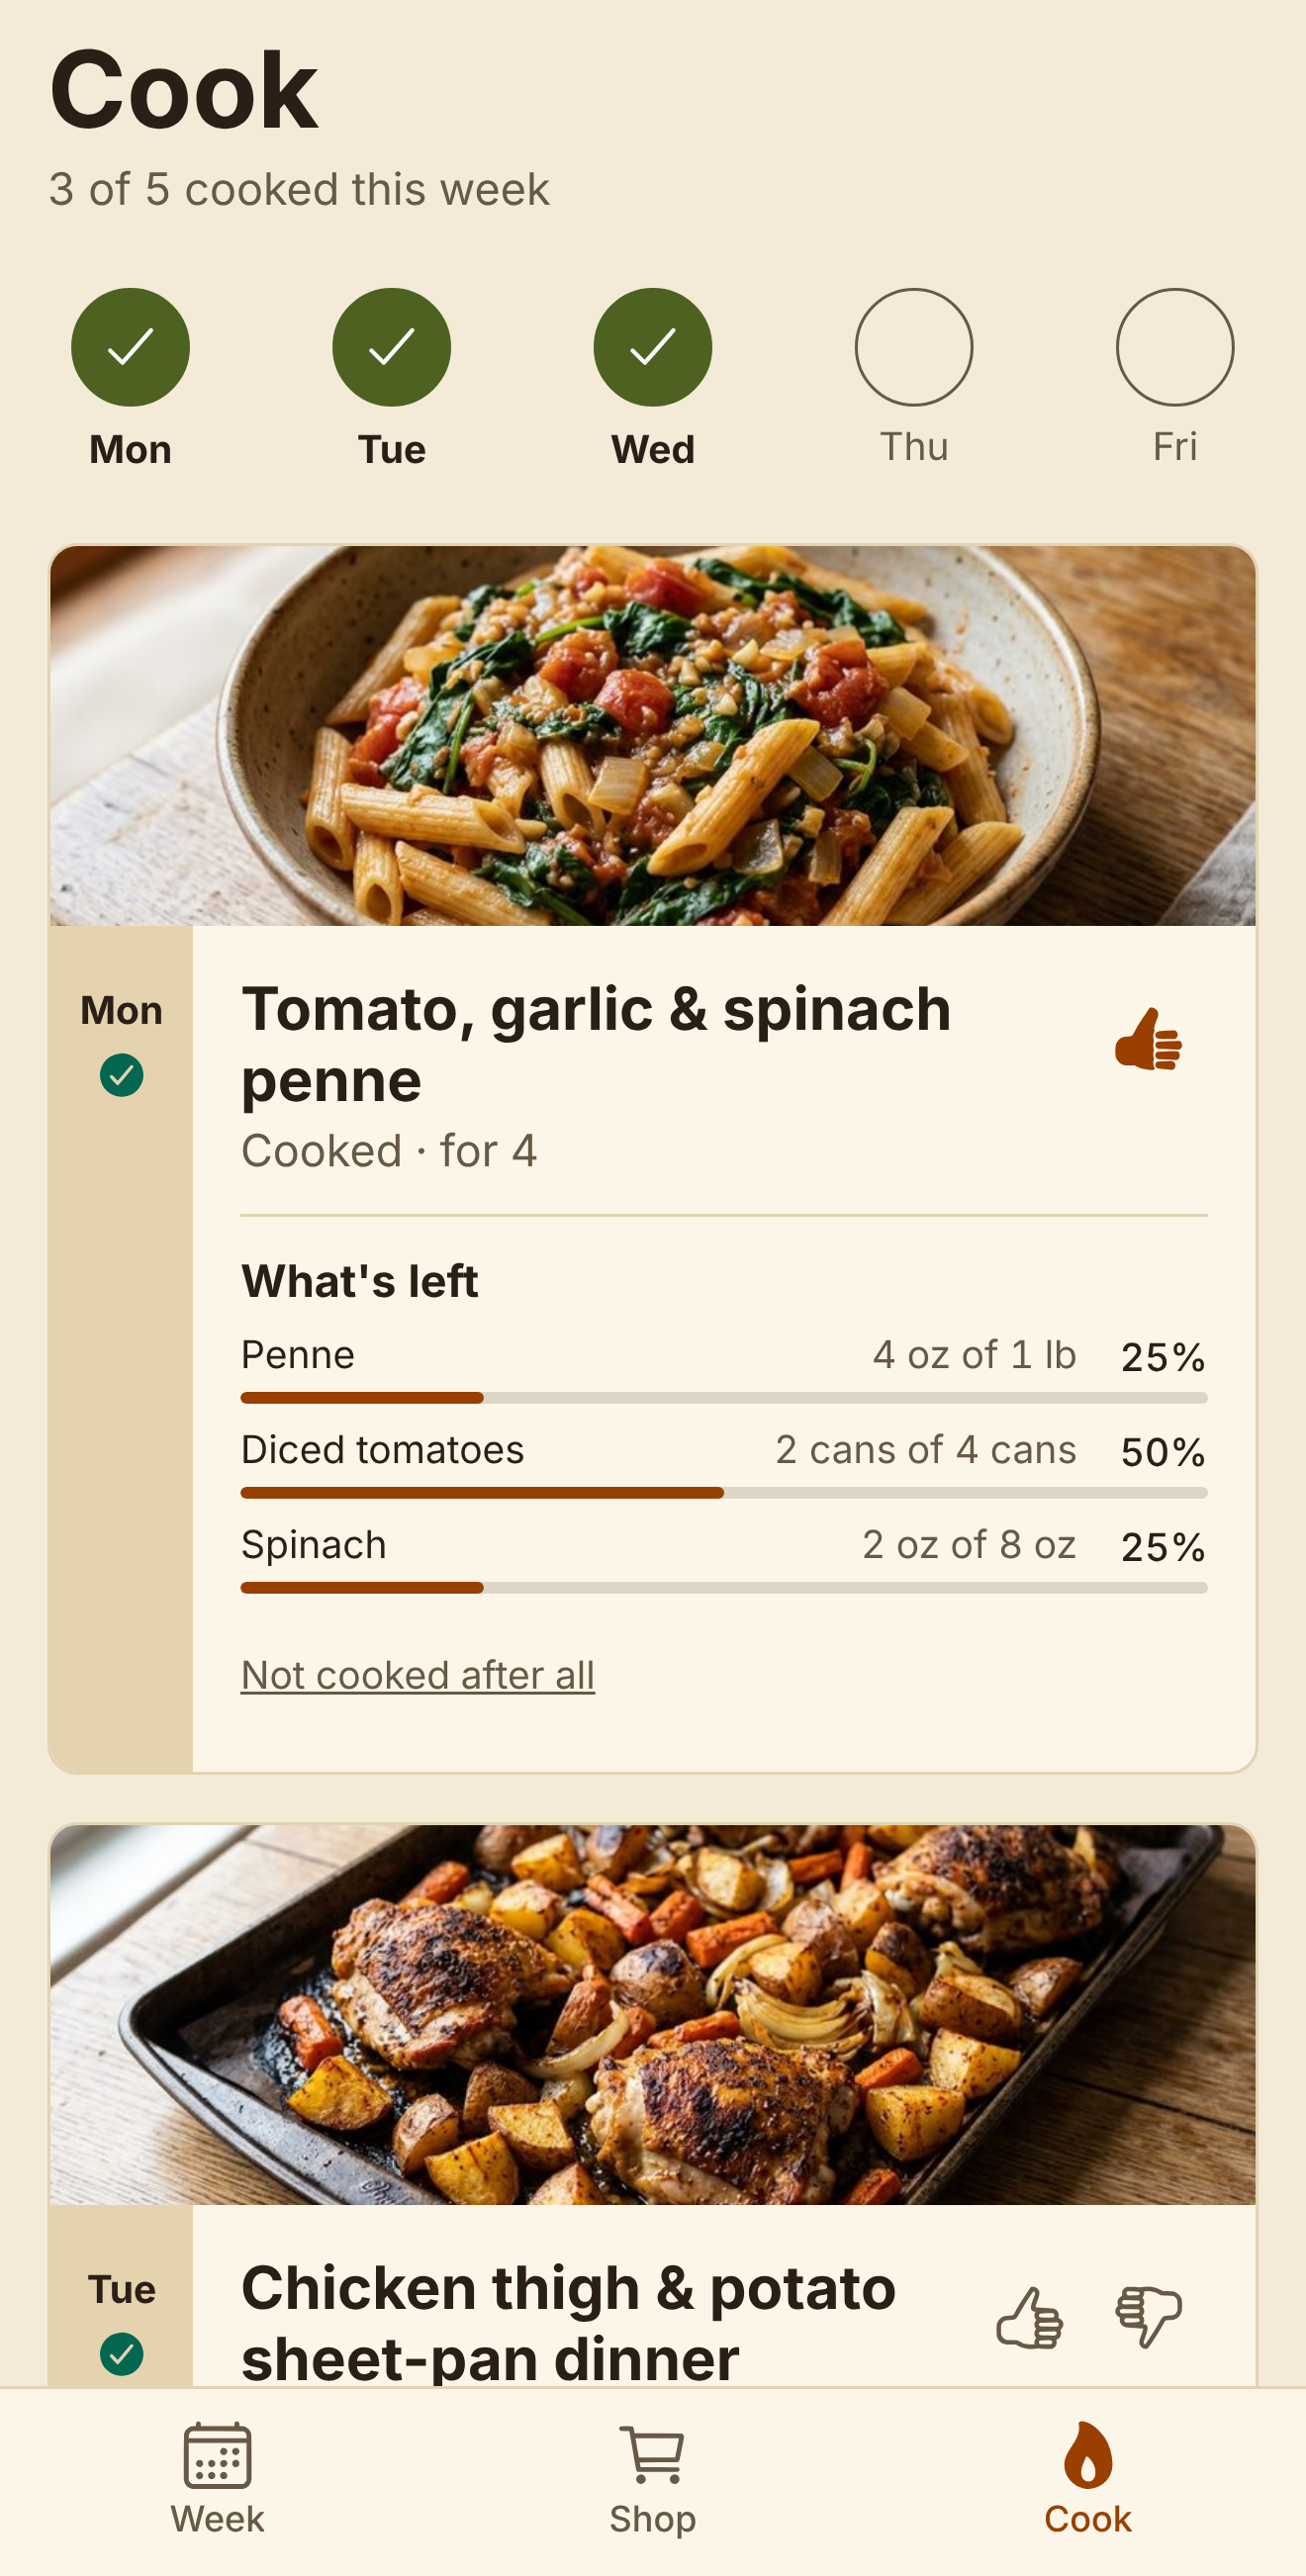 Cook
3 of 5 cooked this week
Mon Tue Wed Thu Fri
Mon
Tomato, garlic & spinach
penne
Cooked · for 4
What's left
Penne 4 oz of 1 lb 25%
Diced tomatoes 2 cans of 4 cans 50%
Spinach 2 oz of 8 oz 25%
Not cooked after all
Tue
Chicken thigh & potato
sheet-pan dinner
Week Shop Cook